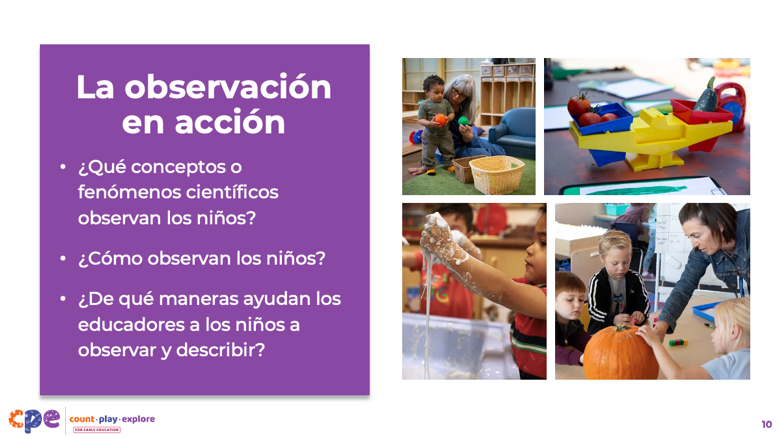 La observación
en acción
• ¿Qué conceptos o
fenómenos científicos
observan los niños?
• ¿Cómo observan los niños?
• ¿De qué maneras ayudan los
educadores a los niños a
observar y describir?
cpe
count • play • explore
FOR EARLY EDUCATION
10